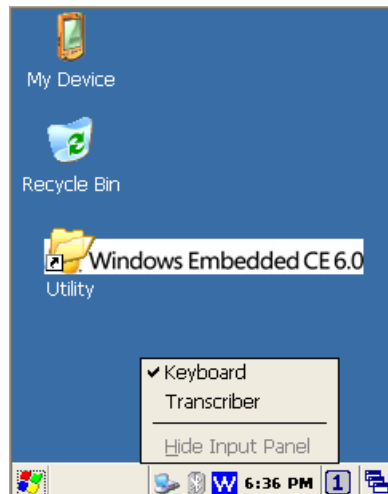 My Device
Recycle Bin
Windows Embedded CE 6.0
Utility
Keyboard
Transcriber
Hide Input Panel
W 6:36 PM 1